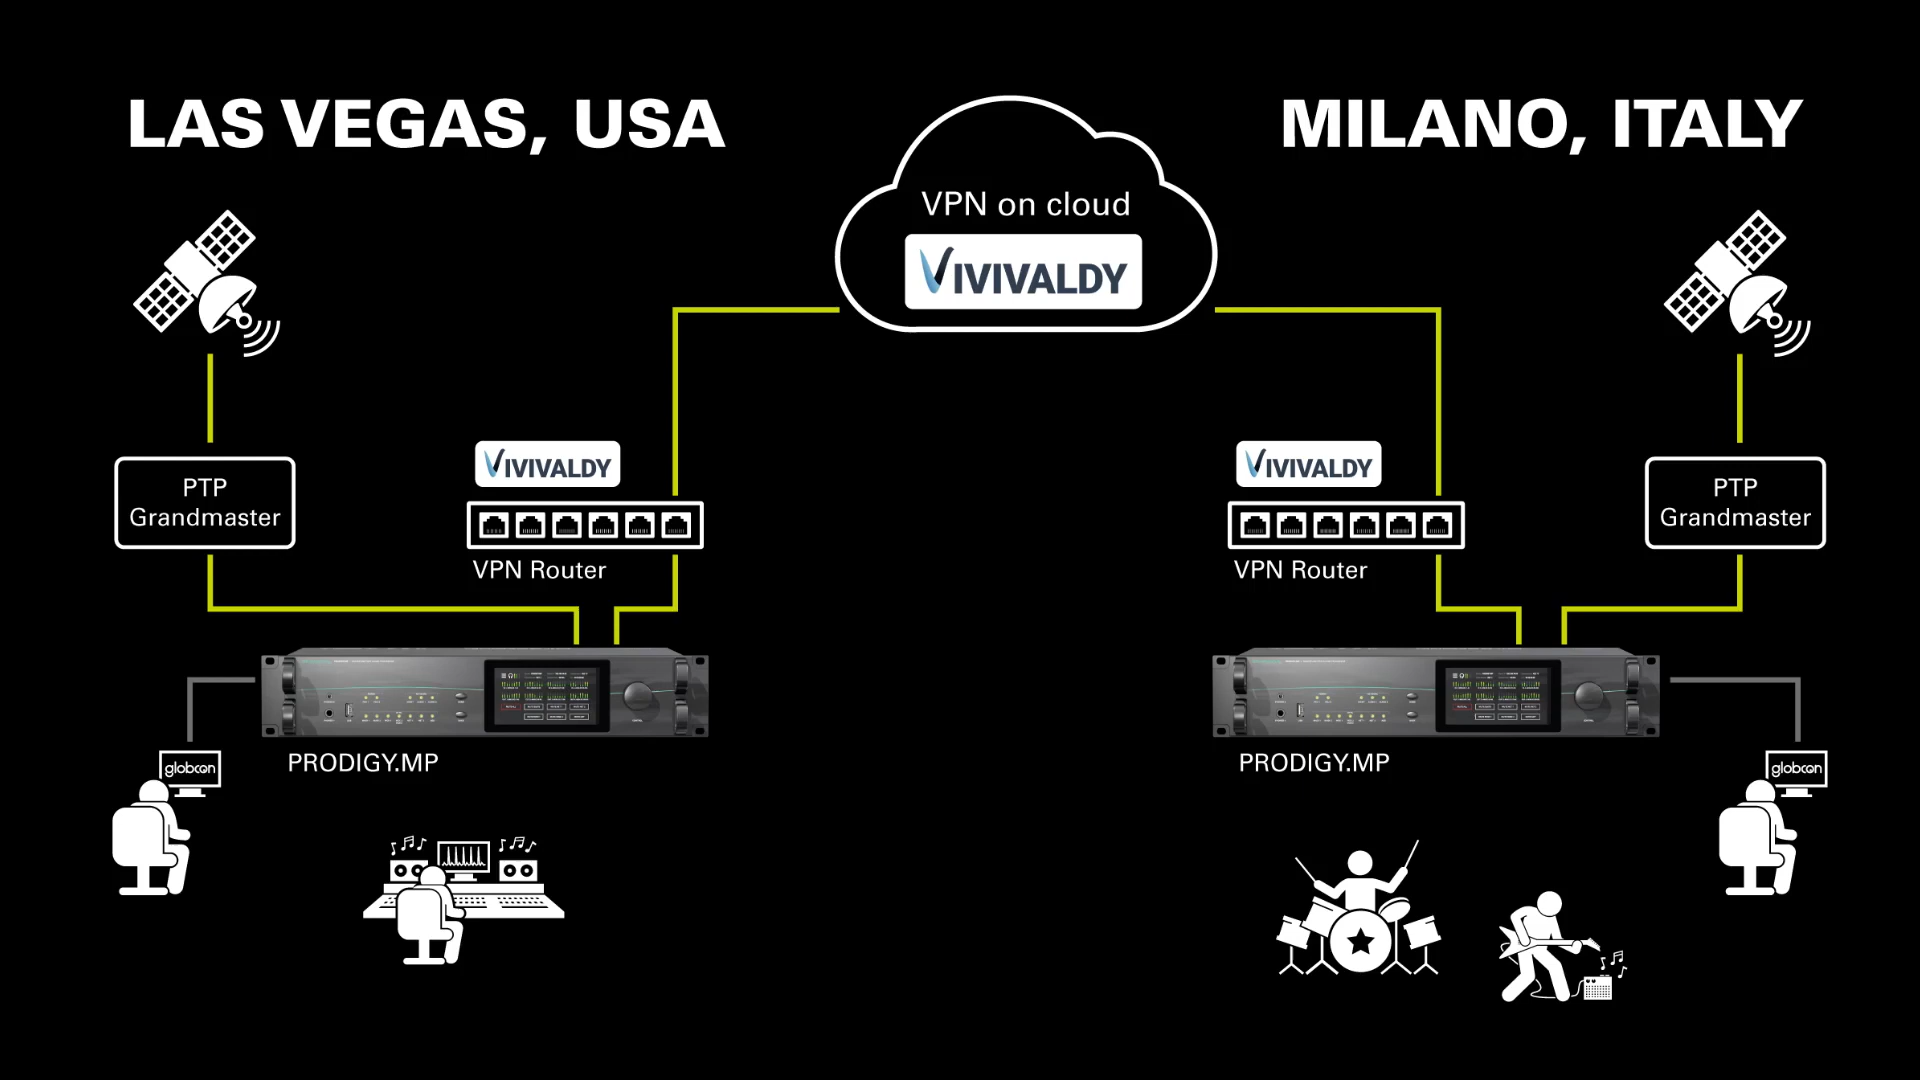 LAS VEGAS, USA
MILANO, ITALY
VPN on cloud
VIVIVALDY
VIVIVALDY
VIVIVALDY
PTP
Grandmaster
PTP
Grandmaster
VPN Router
VPN Router
PRODIGY.MP
PRODIGY.MP
globcon
globcon